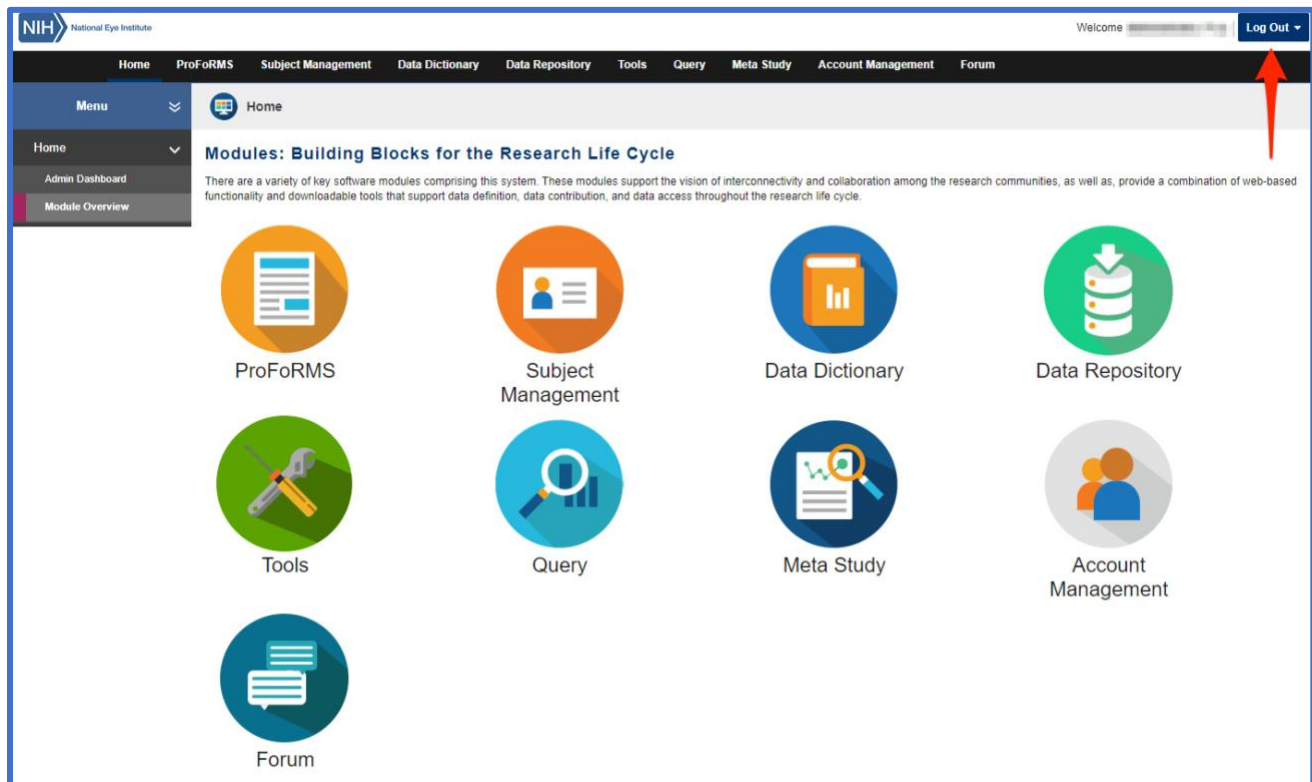 NIH National Eye Institute
Welcome
Log Out
Home ProFoRMS Subject Management Data Dictionary Data Repository Tools Query Meta Study Account Management Forum
Menu
Home
Home
Admin Dashboard
Module Overview
Modules: Building Blocks for the Research Life Cycle
There are a variety of key software modules comprising this system. These modules support the vision of interconnectivity and collaboration among the research communities, as well as, provide a combination of web-based
functionality and downloadable tools that support data definition, data contribution, and data access throughout the research life cycle.
ProFoRMS
Subject
Management
Data Dictionary
Data Repository
Tools
Query
Meta Study
Account
Management
Forum